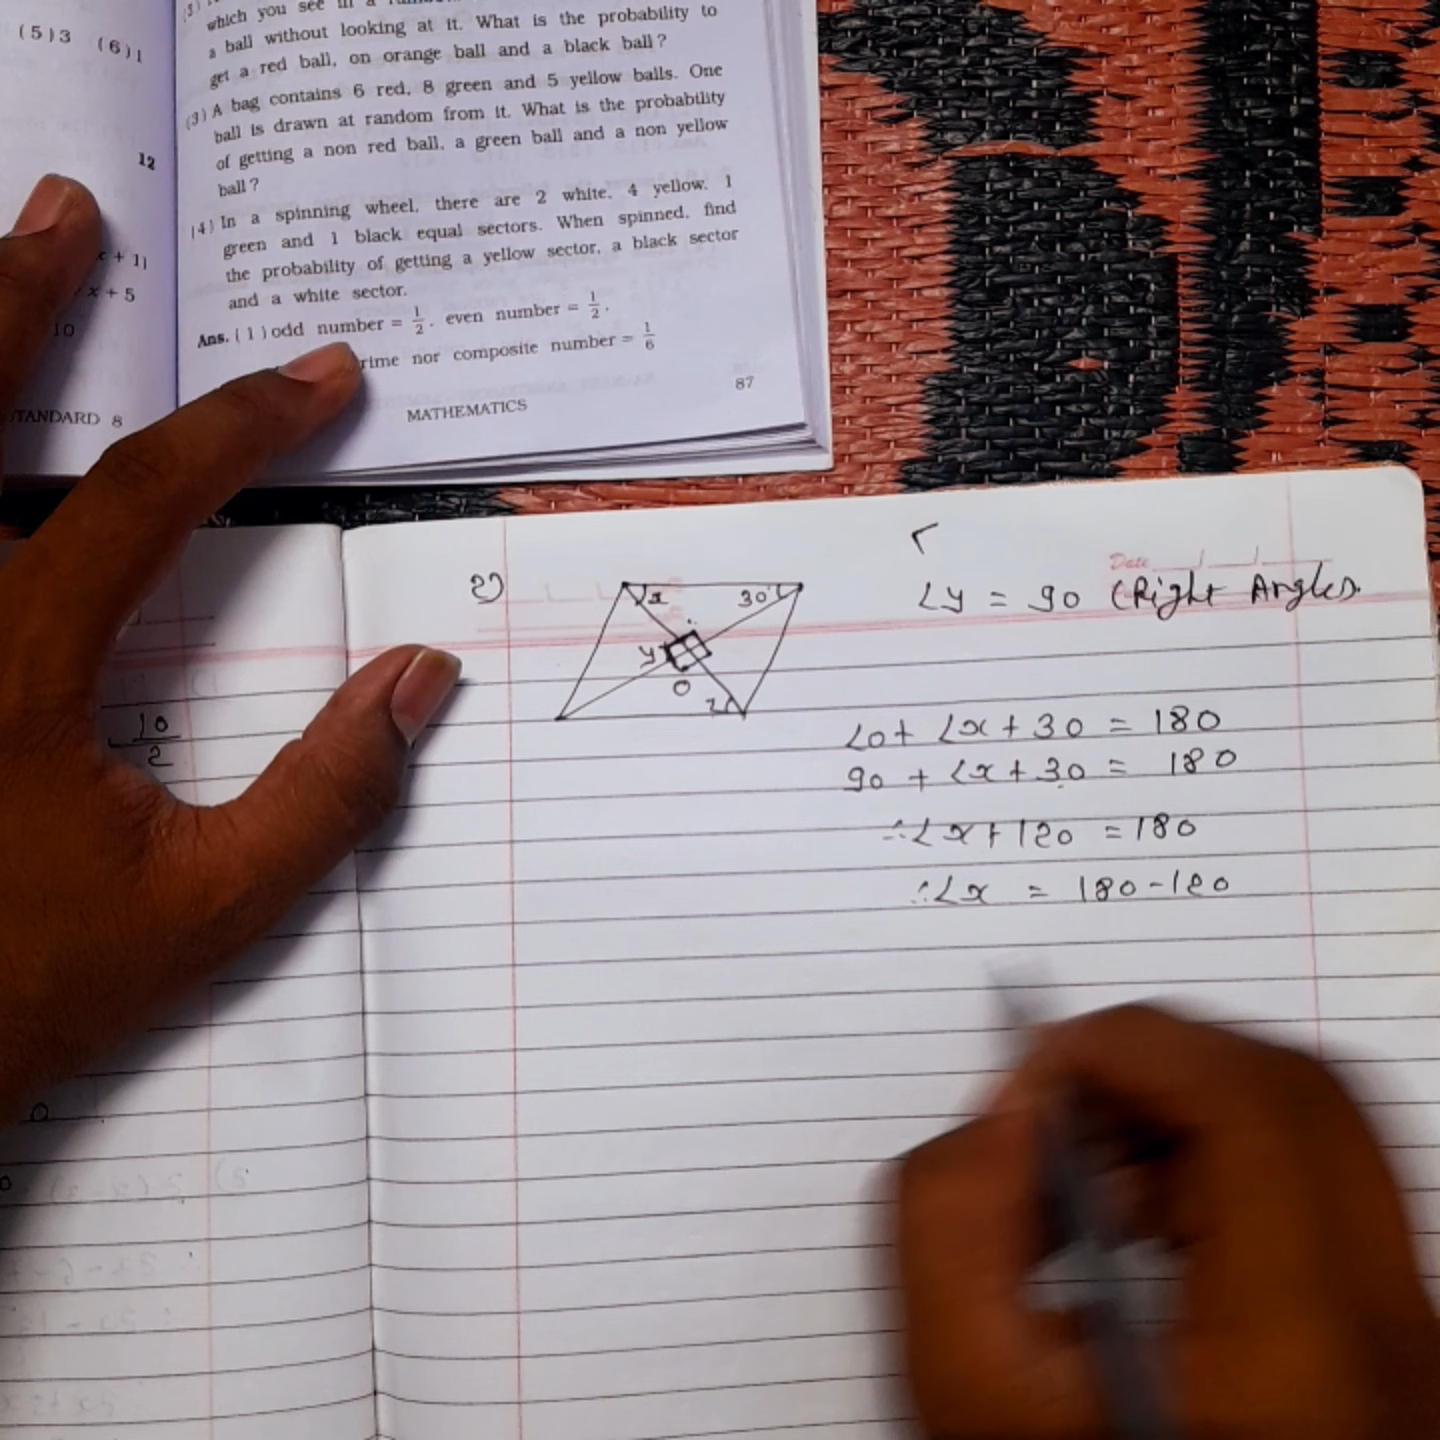 (5) 3 (6) 1
12
x + 5
10
STANDARD 8
which you see in a
a ball without looking at it. What is the probability to
get a red ball, on orange ball and a black ball?
(3) A bag contains 6 red, 8 green and 5 yellow balls. One
ball is drawn at random from it. What is the probability
of getting a non red ball, a green ball and a non yellow
ball?
(4) In a spinning wheel, there are 2 white, 4 yellow, 1
green and 1 black equal sectors. When spinned, find
the probability of getting a yellow sector, a black sector
and a white sector.
Ans. (1) odd number = 1/2, even number = 1/2.
rime nor composite number = 1/6
MATHEMATICS 87
Date
2)
x 30°
y
O
z
∠y = 90 (Right Angles)
∠O + ∠x + 30 = 180
90 + ∠x + 30 = 180
∴ ∠x + 120 = 180
∴ ∠x = 180 - 120
10/2
0